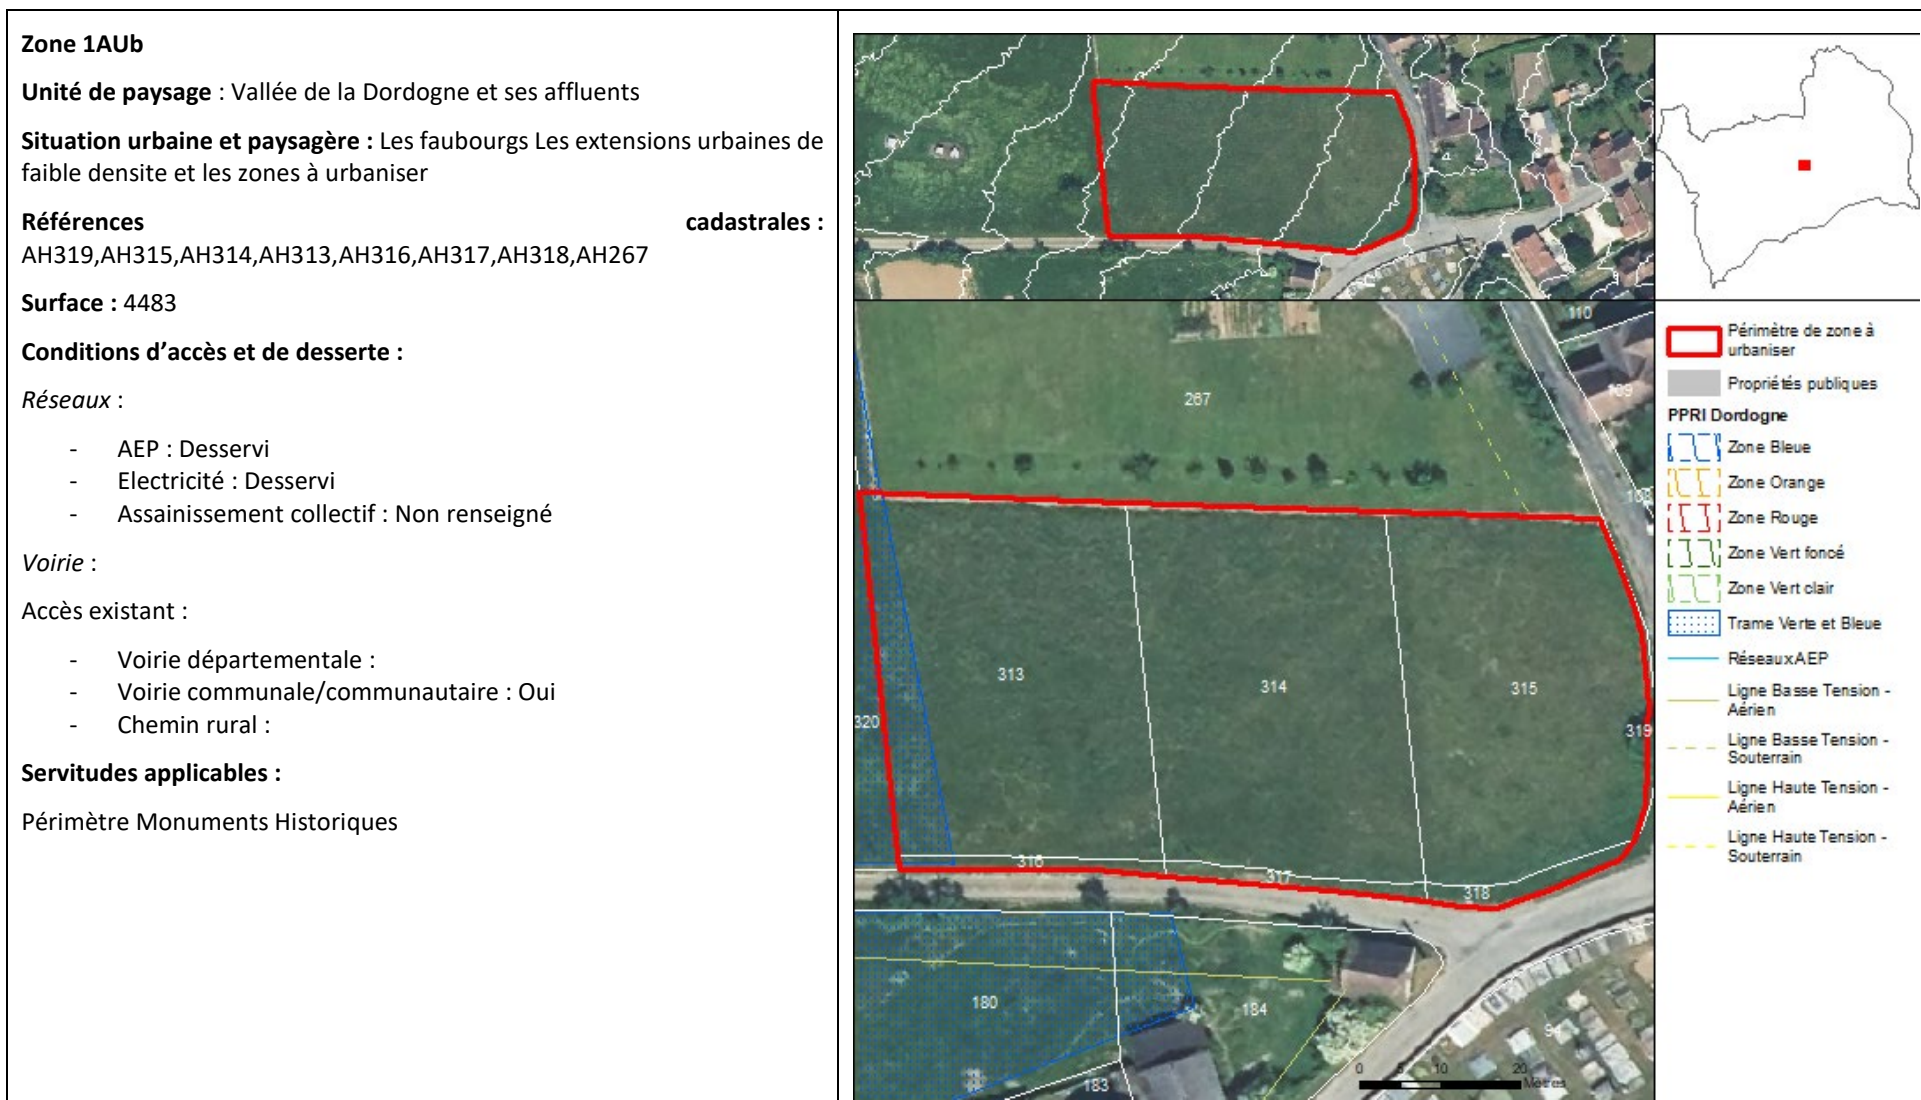 Zone 1AUb
Unité de paysage : Vallée de la Dordogne et ses affluents
Situation urbaine et paysagère : Les faubourgs Les extensions urbaines de
faible densite et les zones à urbaniser
Références cadastrales :
AH319,AH315,AH314,AH313,AH316,AH317,AH318,AH267
Surface : 4483
Conditions d’accès et de desserte :
Réseaux :
- AEP : Desservi
- Electricité : Desservi
- Assainissement collectif : Non renseigné
Voirie :
Accès existant :
- Voirie départementale :
- Voirie communale/communautaire : Oui
- Chemin rural :
Servitudes applicables :
Périmètre Monuments Historiques
110
109
267
108
313
314
315
320
319
316
317
318
180
184
94
183
0 5 10 20
Mètres
Périmètre de zone à
urbaniser
Propriétés publiques
PPRI Dordogne
Zone Bleue
Zone Orange
Zone Rouge
Zone Vert foncé
Zone Vert clair
Trame Verte et Bleue
Réseaux AEP
Ligne Basse Tension -
Aérien
Ligne Basse Tension -
Souterrain
Ligne Haute Tension -
Aérien
Ligne Haute Tension -
Souterrain